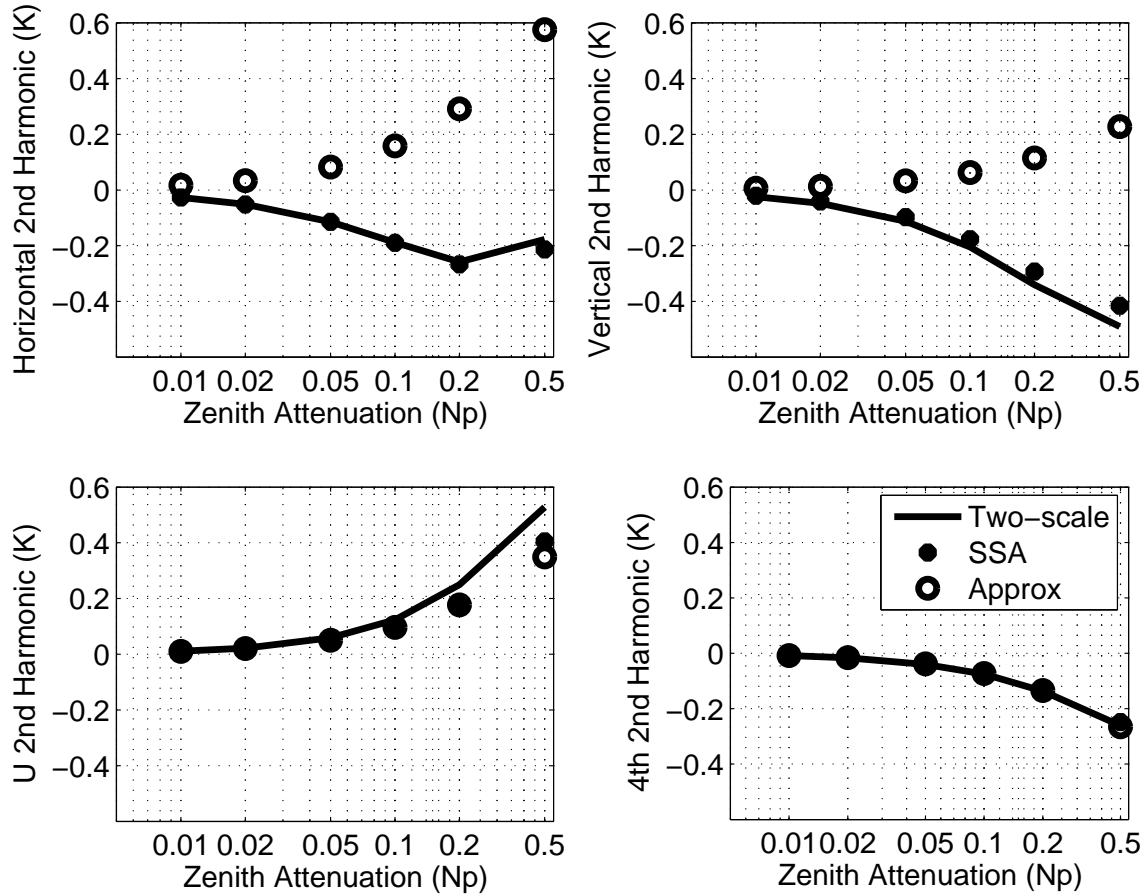 Horizontal 2nd Harmonic (K)
0.6
0.4
0.2
0
−0.2
−0.4
0.01 0.02 0.05 0.1 0.2 0.5
Zenith Attenuation (Np)
Vertical 2nd Harmonic (K)
0.6
0.4
0.2
0
−0.2
−0.4
0.01 0.02 0.05 0.1 0.2 0.5
Zenith Attenuation (Np)
U 2nd Harmonic (K)
0.6
0.4
0.2
0
−0.2
−0.4
0.01 0.02 0.05 0.1 0.2 0.5
Zenith Attenuation (Np)
4th 2nd Harmonic (K)
0.6
0.4
0.2
0
−0.2
−0.4
0.01 0.02 0.05 0.1 0.2 0.5
Zenith Attenuation (Np)
Two−scale
SSA
Approx